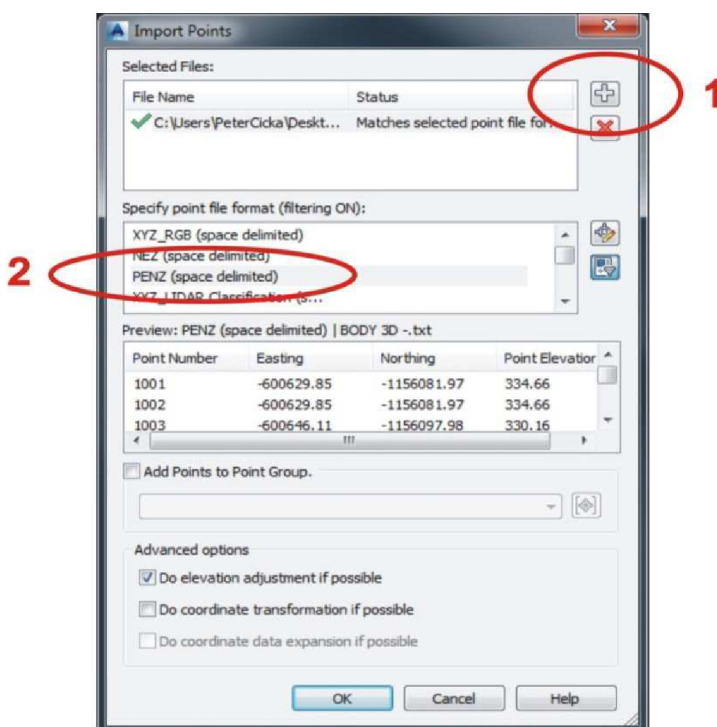 Import Points
Selected Files:
File Name Status
C:\Users\PeterCicka\Deskt... Matches selected point file for...
1
Specify point file format (filtering ON):
XYZ_RGB (space delimited)
NEZ (space delimited)
2
PENZ (space delimited)
XYZ_LIDAR Classification (s...
Preview: PENZ (space delimited) | BODY 3D -.txt
Point Number Easting Northing Point Elevation
1001 -600629.85 -1156081.97 334.66
1002 -600629.85 -1156081.97 334.66
1003 -600646.11 -1156097.98 330.16
Add Points to Point Group.
Advanced options
Do elevation adjustment if possible
Do coordinate transformation if possible
Do coordinate data expansion if possible
OK Cancel Help